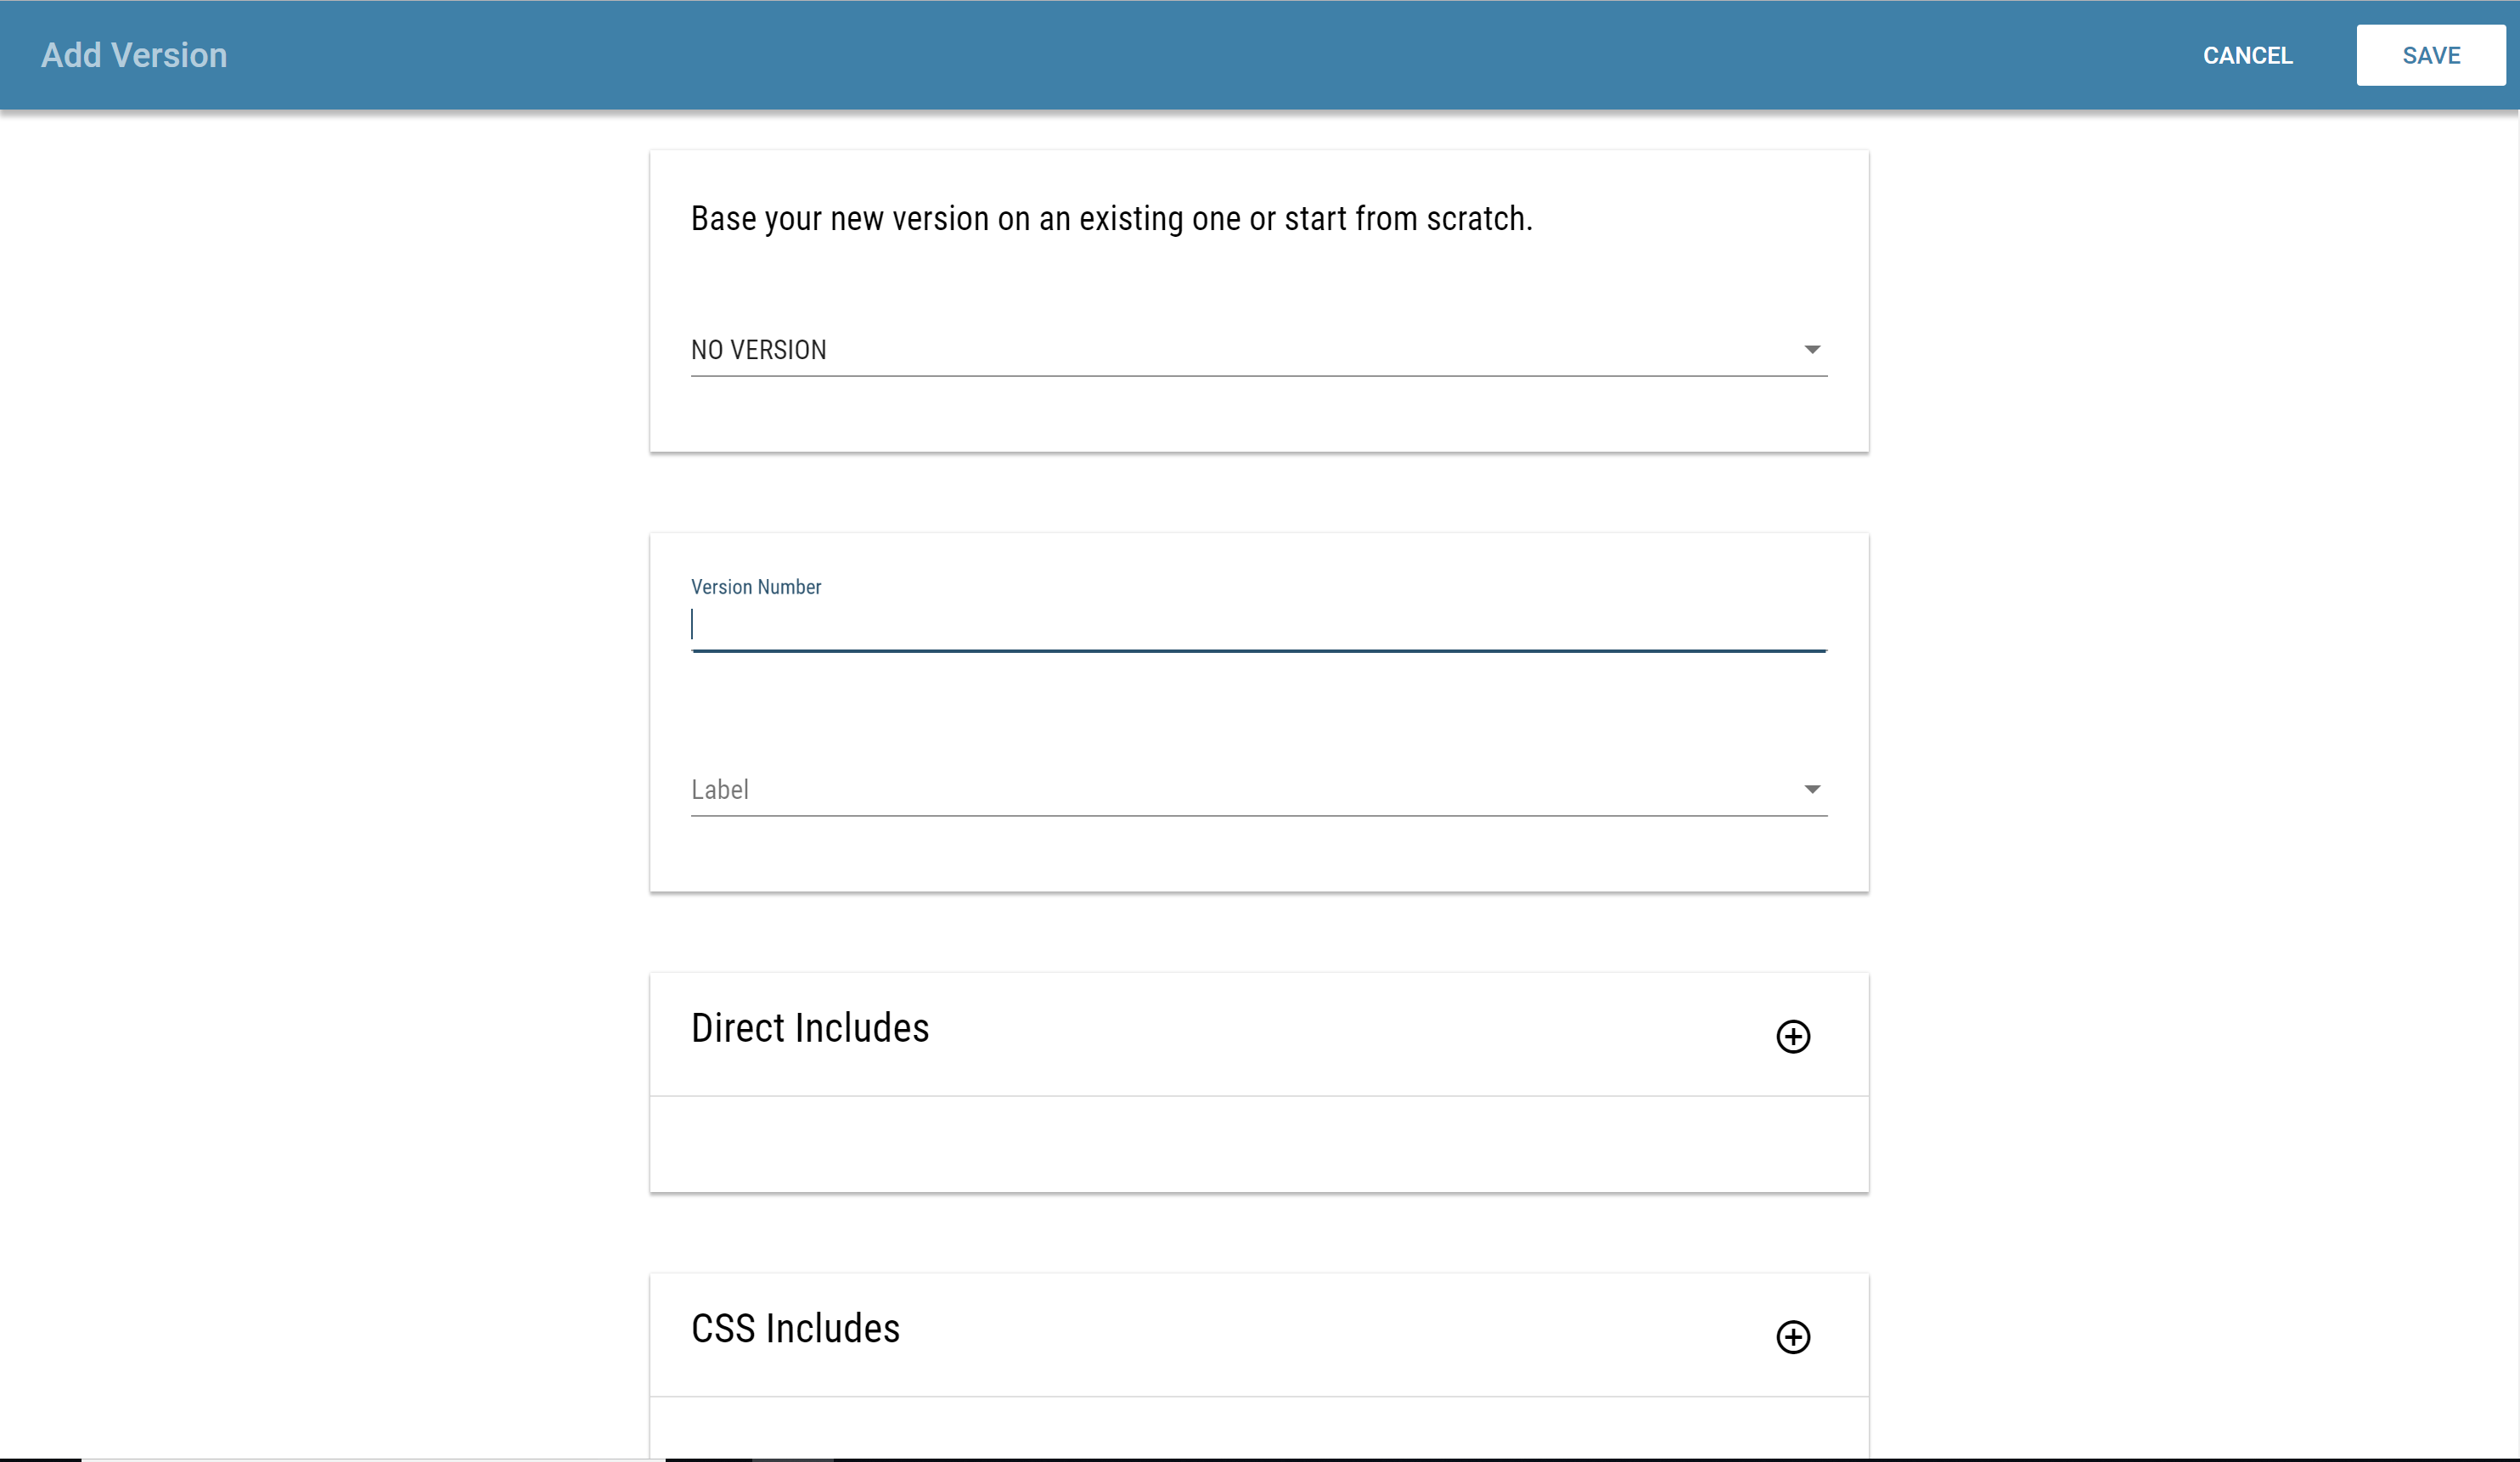 Add Version
CANCEL
SAVE
Base your new version on an existing one or start from scratch.
NO VERSION
Version Number
Label
Direct Includes
CSS Includes